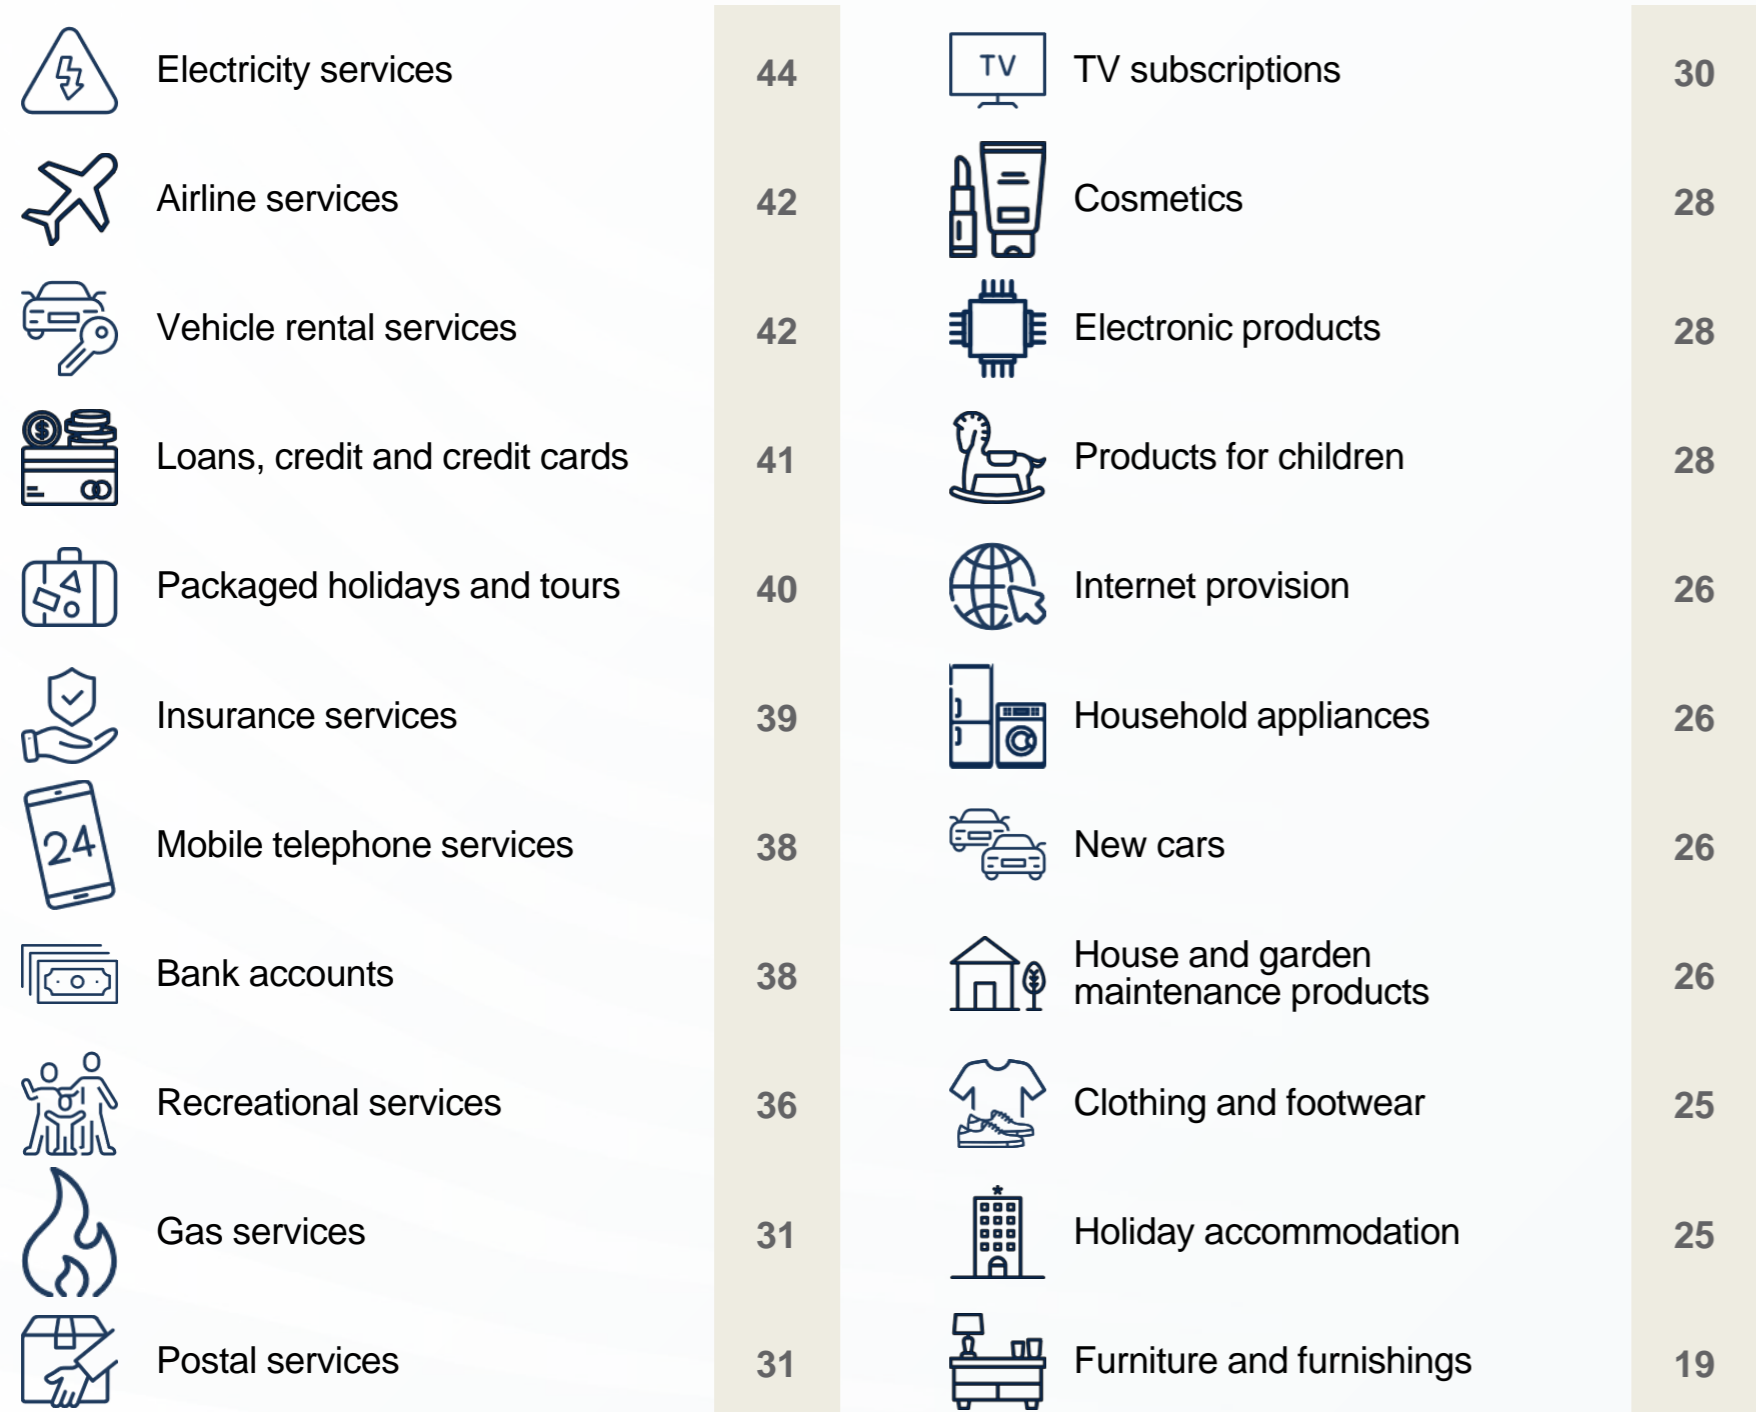 Electricity services 44
Airline services 42
Vehicle rental services 42
$
Loans, credit and credit cards 41
Packaged holidays and tours 40
Insurance services 39
24
Mobile telephone services 38
Bank accounts 38
Recreational services 36
Gas services 31
Postal services 31
TV
TV subscriptions 30
Cosmetics 28
Electronic products 28
Products for children 28
Internet provision 26
Household appliances 26
New cars 26
House and garden
maintenance products 26
Clothing and footwear 25
Holiday accommodation 25
Furniture and furnishings 19